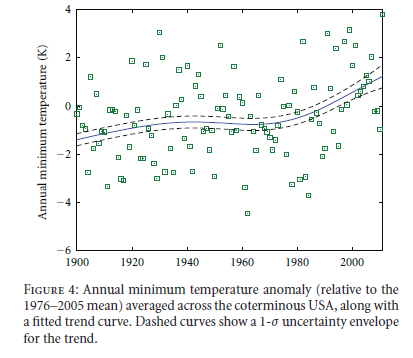 4
2
0
−2
−4
−6
Annual minimum temperature (K)
1900 1920 1940 1960 1980 2000
FIGURE 4: Annual minimum temperature anomaly (relative to the
1976–2005 mean) averaged across the coterminous USA, along with
a fitted trend curve. Dashed curves show a 1-σ uncertainty envelope
for the trend.